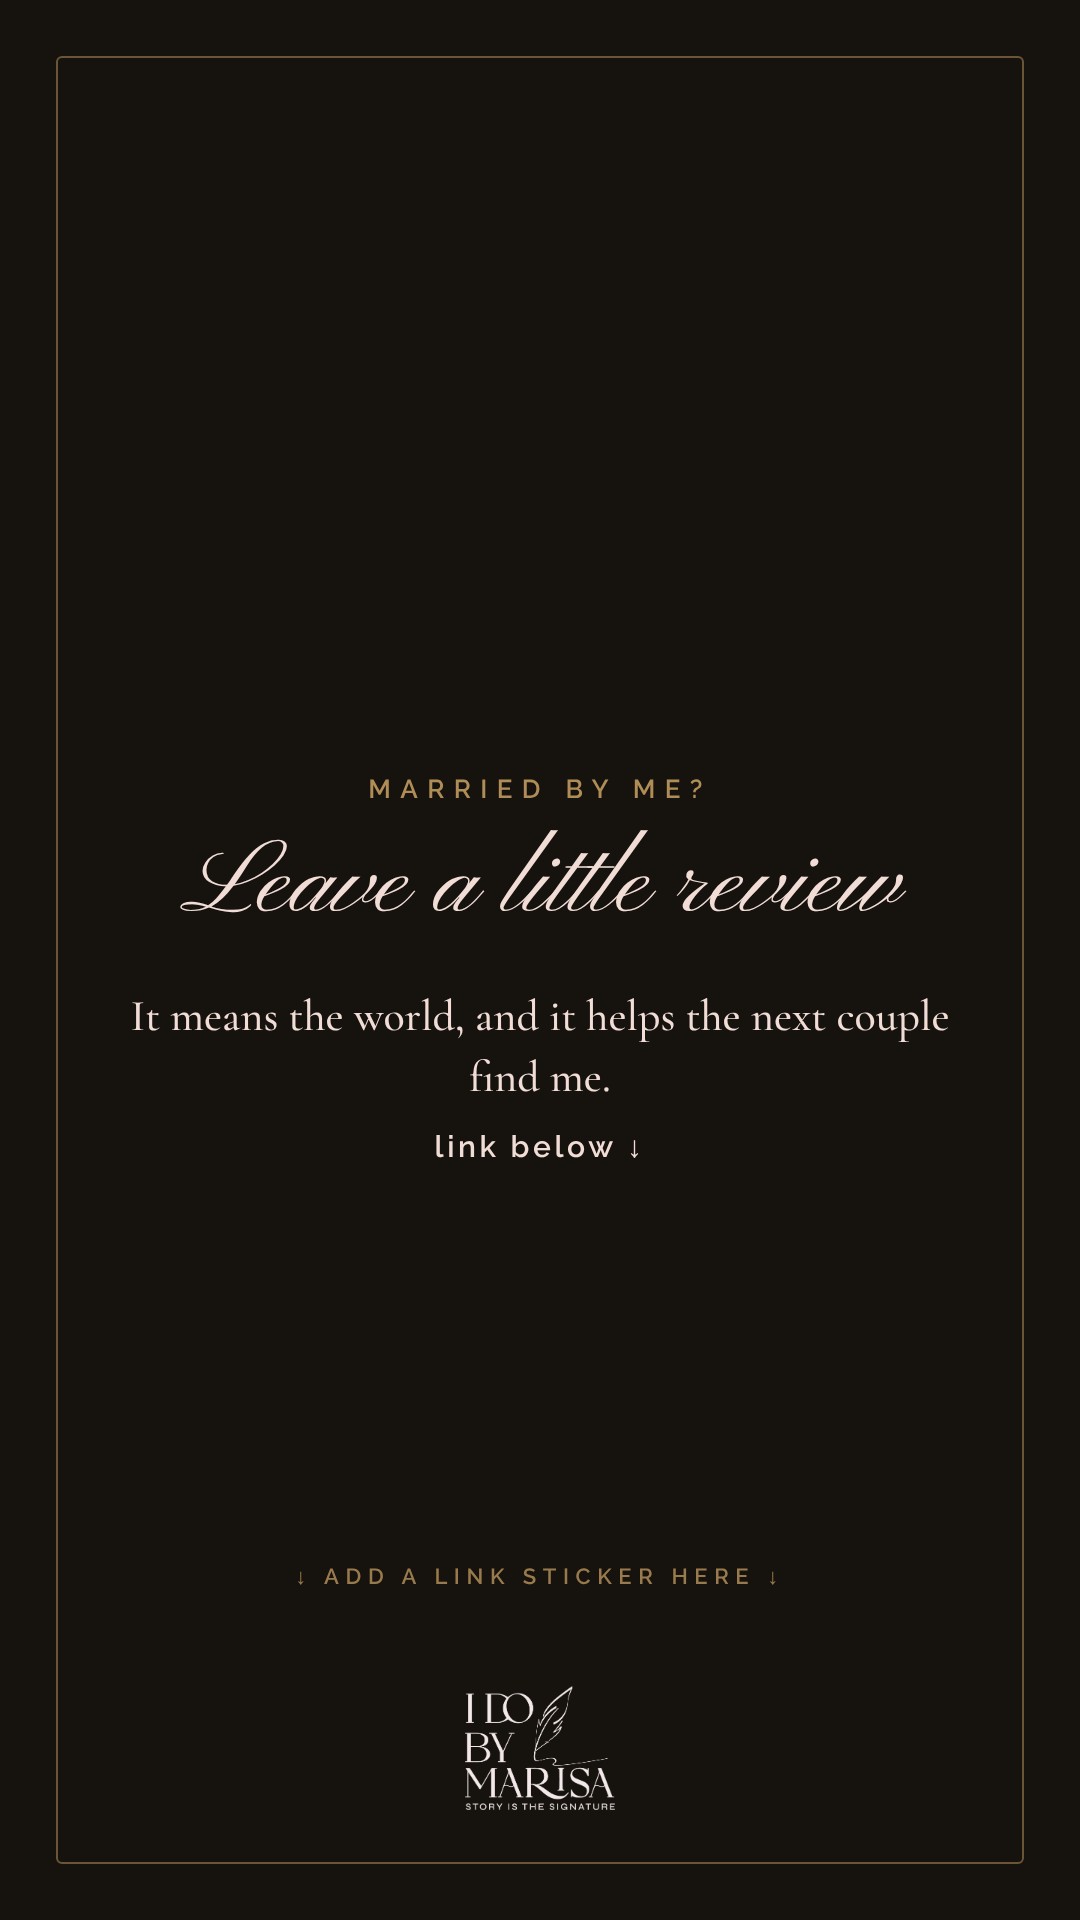 MARRIED BY ME?
Leave a little review
It means the world, and it helps the next couple
find me.
link below ↓
↓ ADD A LINK STICKER HERE ↓
I DO
BY
MARISA
STORY IS THE SIGNATURE